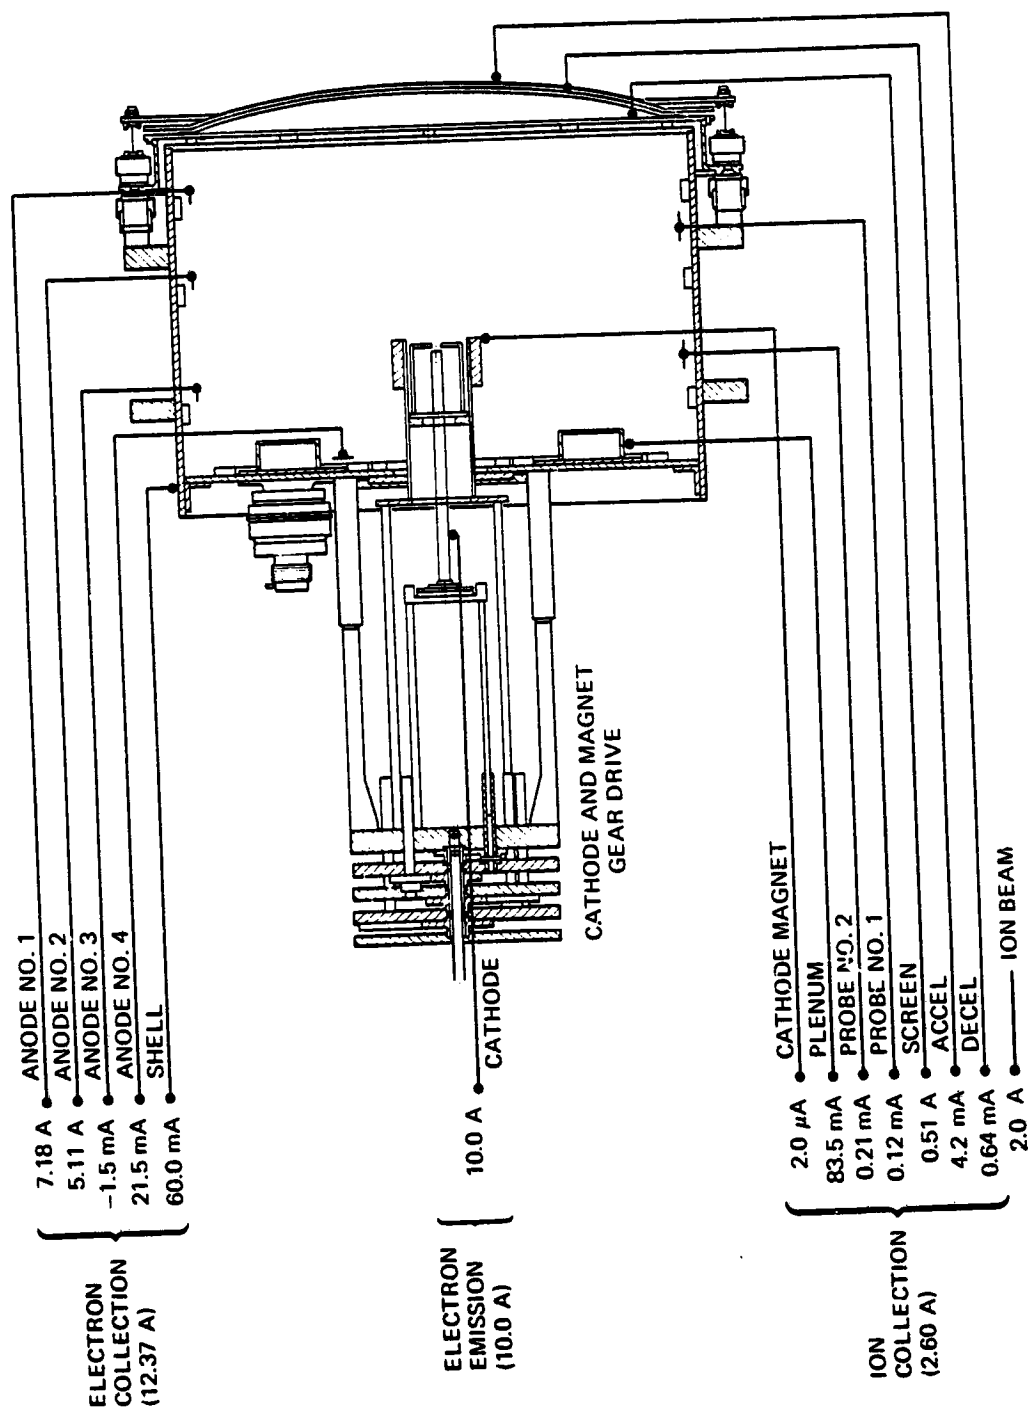 ELECTRON
COLLECTION
(12.37 A)
7.18 A ANODE NO. 1
5.11 A ANODE NO. 2
–1.5 mA ANODE NO. 3
21.5 mA ANODE NO. 4
60.0 mA SHELL
ELECTRON
EMISSION
(10.0 A)
10.0 A CATHODE
CATHODE AND MAGNET
GEAR DRIVE
ION
COLLECTION
(2.60 A)
2.0 μA CATHODE MAGNET
83.5 mA PLENUM
0.21 mA PROBE NO. 2
0.12 mA PROBE NO. 1
0.51 A SCREEN
4.2 mA ACCEL
0.64 mA DECEL
2.0 A ION BEAM